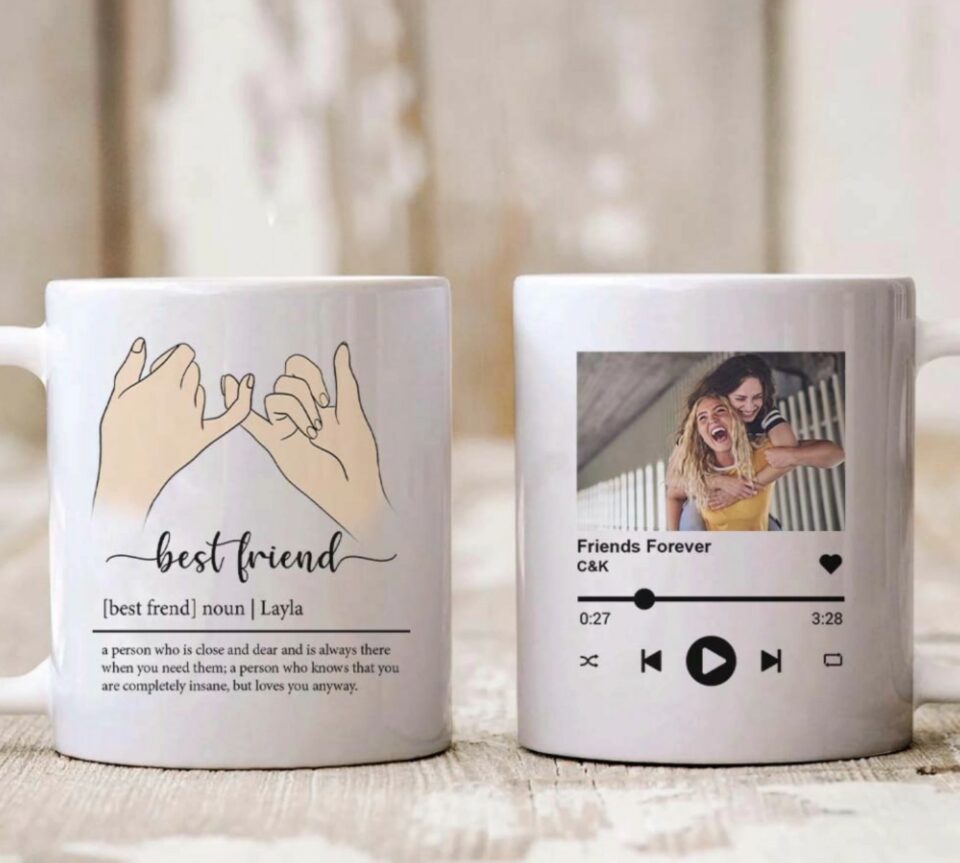 best friend
[best frend] noun | Layla
a person who is close and dear and is always there
when you need them; a person who knows that you
are completely insane, but loves you anyway.
Friends Forever
C&K
0:27 3:28